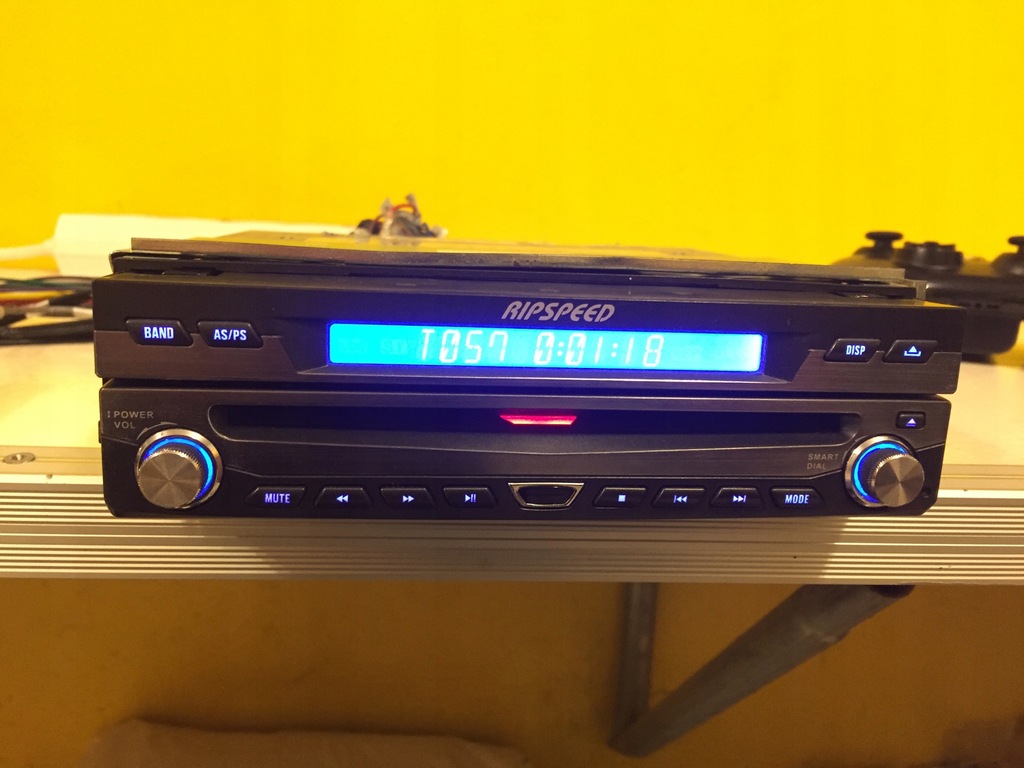 RIPSPEED
BAND AS/PS
T057 0:01:18
DISP
POWER
VOL
SMART
DIAL
MUTE
MODE